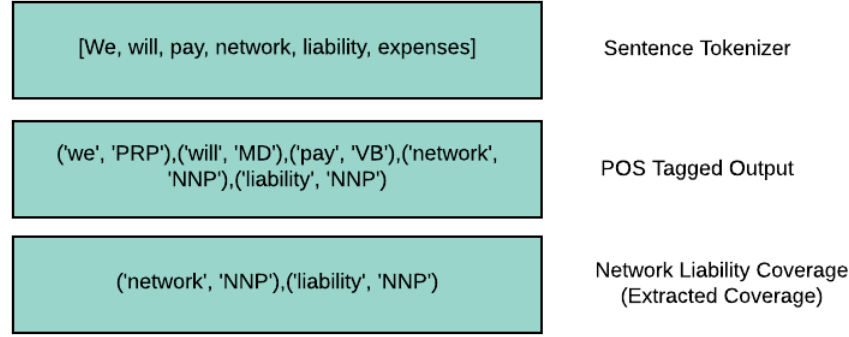 [We, will, pay, network, liability, expenses]
Sentence Tokenizer
('we', 'PRP'),('will', 'MD'),('pay', 'VB'),('network',
'NNP'),('liability', 'NNP')
POS Tagged Output
('network', 'NNP'),('liability', 'NNP')
Network Liability Coverage
(Extracted Coverage)